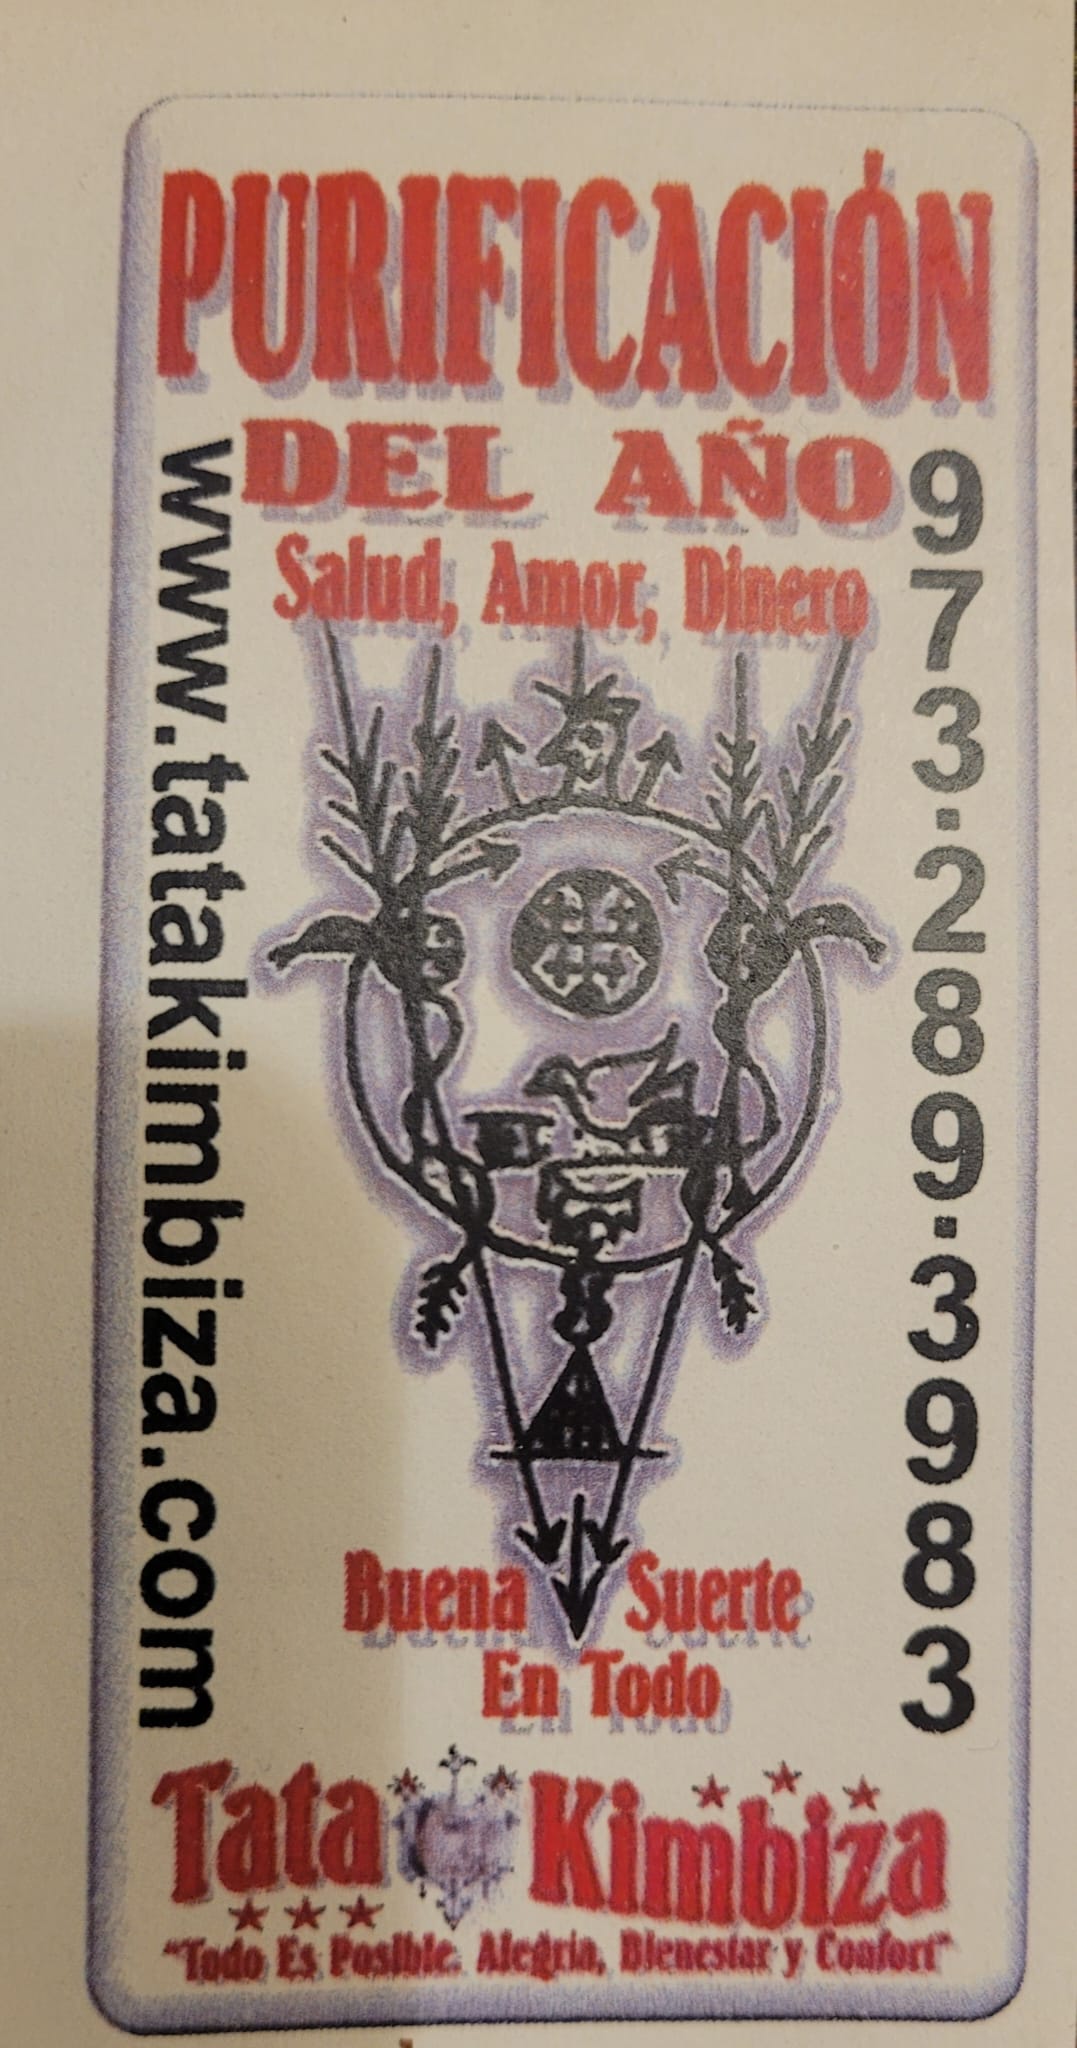 PURIFICACIÓN
DEL AÑO
Salud, Amor, Dinero
www.tatakimbiza.com
973.289.3983
Buena Suerte
En Todo
Tata Kimbiza
"Todo Es Posible. Alegria, Bienestar y Confort"